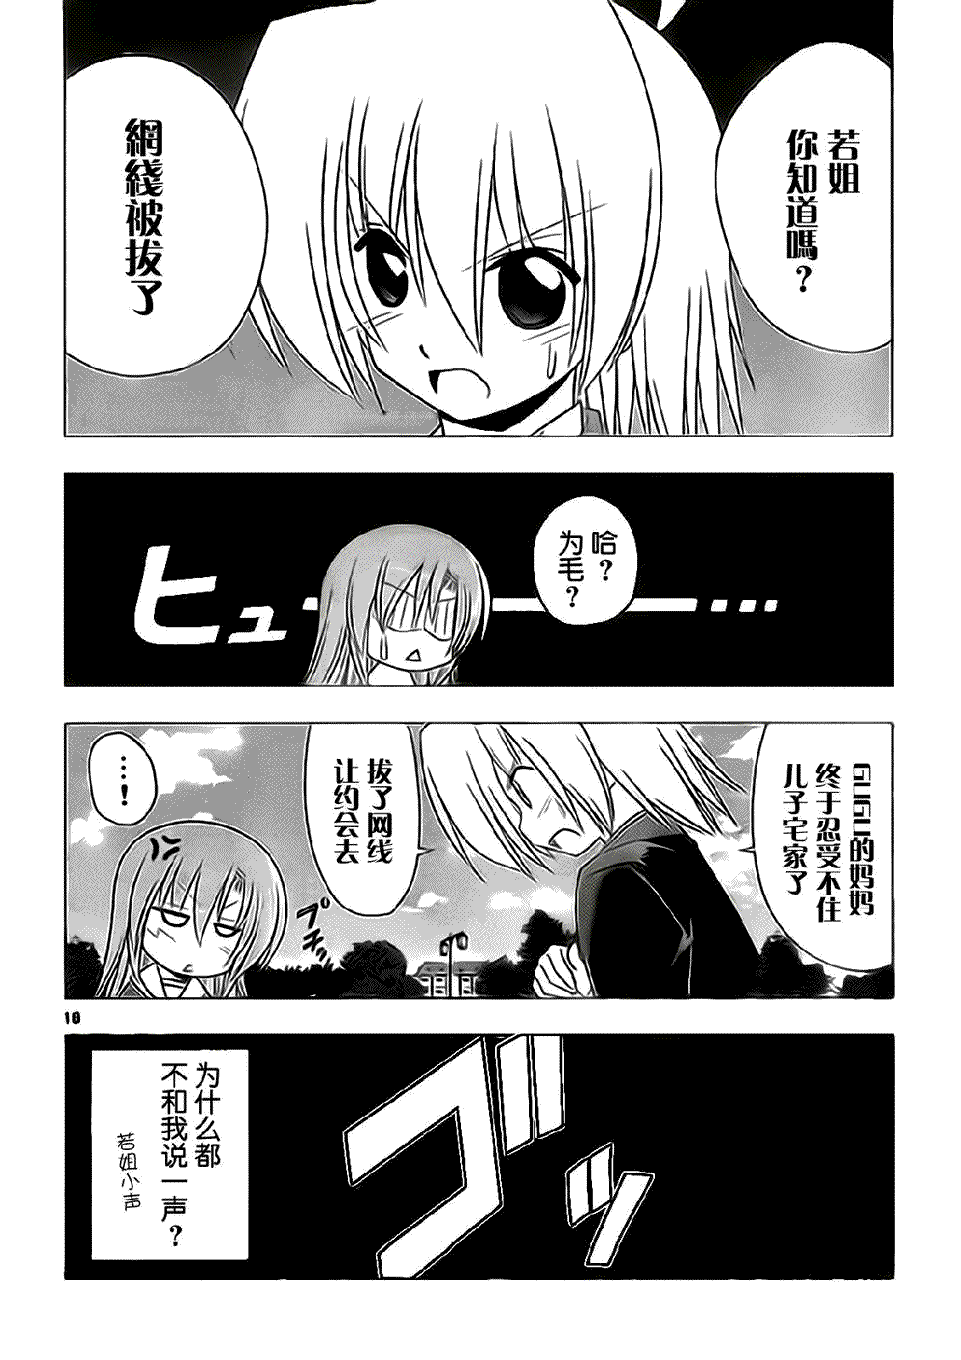 若姐
你知道嗎？
網綫被拔了
哈？
为毛？
ヒュー…
GUGU的妈妈
终于忍受不住
儿子宅家了
拔了网线
让约会去
…！
プチッ
10
ゴッ
为什么都
不和我说一声？
若姐小声